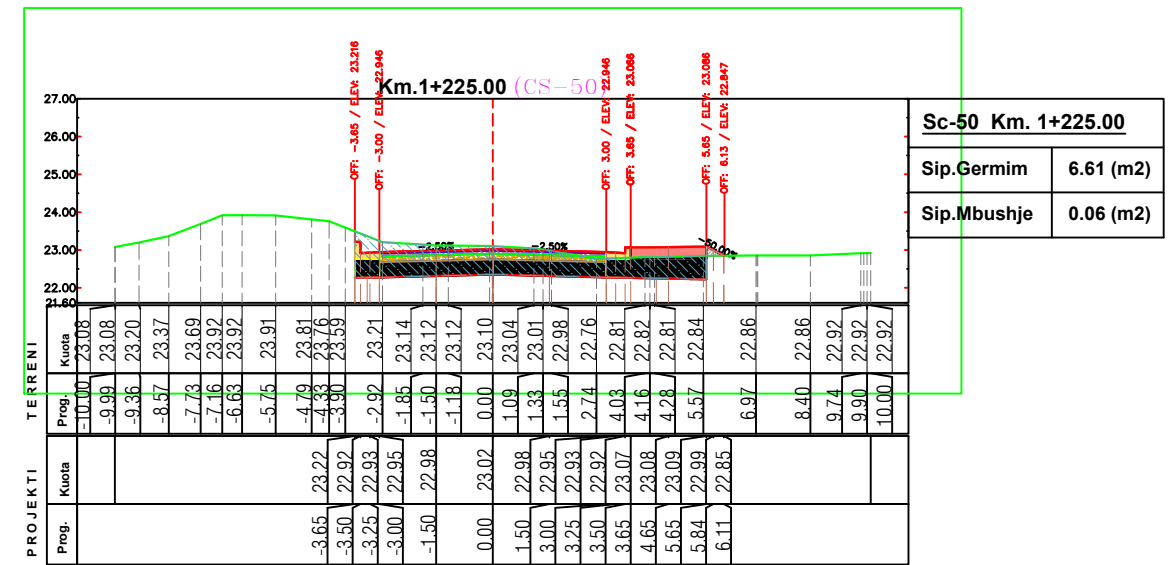 OFF: -3.65 / ELEV: 23.216
OFF: -3.00 / ELEV: 22.946
OFF: 3.00 / ELEV: 22.946
OFF: 3.65 / ELEV: 23.086
OFF: 5.65 / ELEV: 23.086
OFF: 6.13 / ELEV: 22.847
Km.1+225.00 (CS-50)
27.00
26.00
25.00
24.00
23.00
22.00
21.60
-2.50%
-2.50%
-50.00%
Sc-50 Km. 1+225.00
Sip.Germim 6.61 (m2)
Sip.Mbushje 0.06 (m2)
TERRENI
Kuota 23.08 23.08 23.20 23.37 23.69 23.92 23.92 23.91 23.81 23.76 23.59 23.21 23.14 23.12 23.12 23.10 23.04 23.01 22.98 22.76 22.81 22.82 22.81 22.84 22.86 22.86 22.92 22.92 22.92
Prog. -10.00 -9.99 -9.36 -8.57 -7.73 -7.16 -6.63 -5.75 -4.79 -4.33 -3.90 -2.92 -1.85 -1.50 -1.18 0.00 1.09 1.33 1.55 2.74 4.03 4.16 4.28 5.57 6.97 8.40 9.74 9.90 10.00
PROJEKTI
Kuota 23.22 22.92 22.93 22.95 22.98 23.02 22.98 22.95 22.93 22.92 23.07 23.08 23.09 22.99 22.85
Prog. -3.65 -3.50 -3.25 -3.00 -1.50 0.00 1.50 3.00 3.25 3.50 3.65 4.65 5.65 5.84 6.11